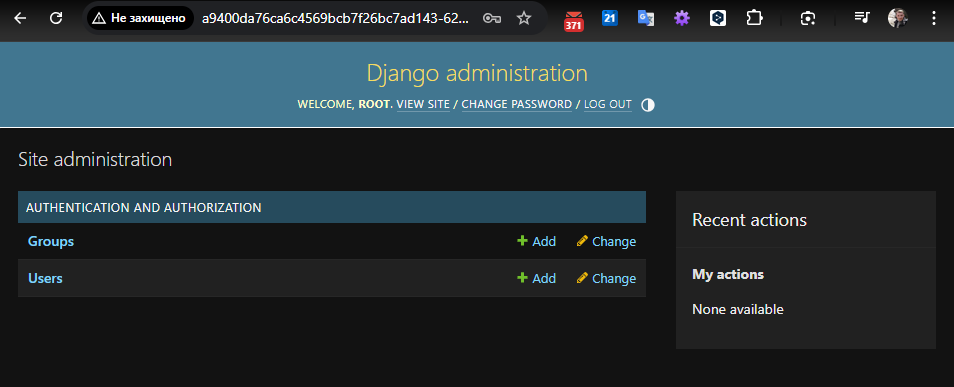 Не захищено a9400da76ca6c4569bcb7f26bc7ad143-62... 371 21
Django administration
WELCOME, ROOT. VIEW SITE / CHANGE PASSWORD / LOG OUT
Site administration
AUTHENTICATION AND AUTHORIZATION
Groups Add Change
Users Add Change
Recent actions
My actions
None available